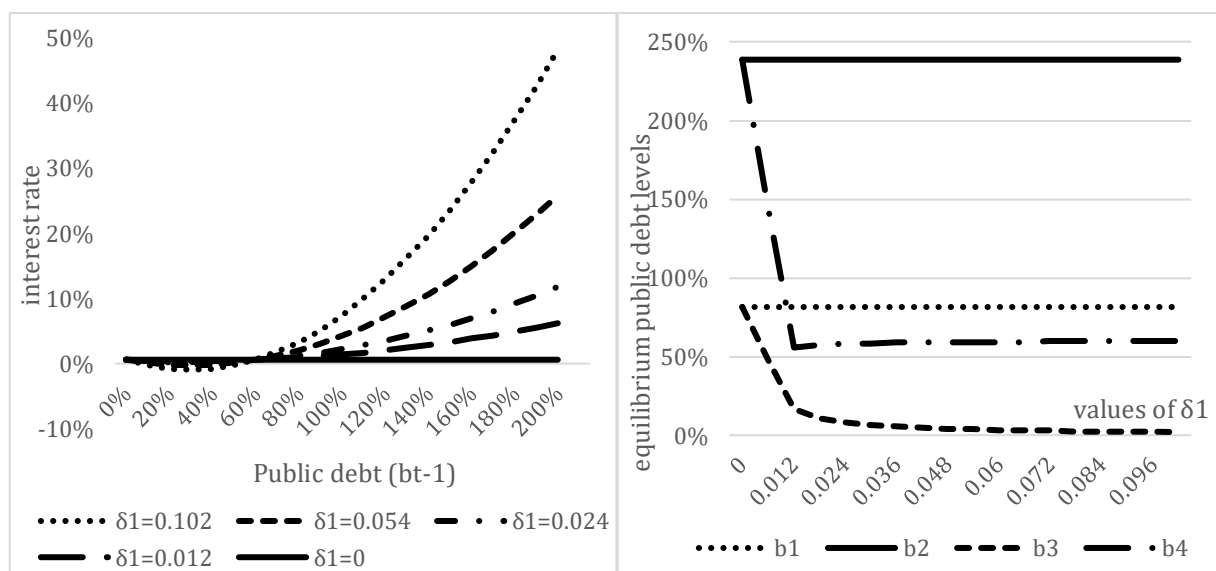 50%
40%
30%
20%
10%
0%
-10%
interest rate
0%
20%
40%
60%
80%
100%
120%
140%
160%
180%
200%
Public debt (bt-1)
δ1=0.102
δ1=0.054
δ1=0.024
δ1=0.012
δ1=0
250%
200%
150%
100%
50%
0%
equilibrium public debt levels
values of δ1
0
0.012
0.024
0.036
0.048
0.06
0.072
0.084
0.096
b1
b2
b3
b4